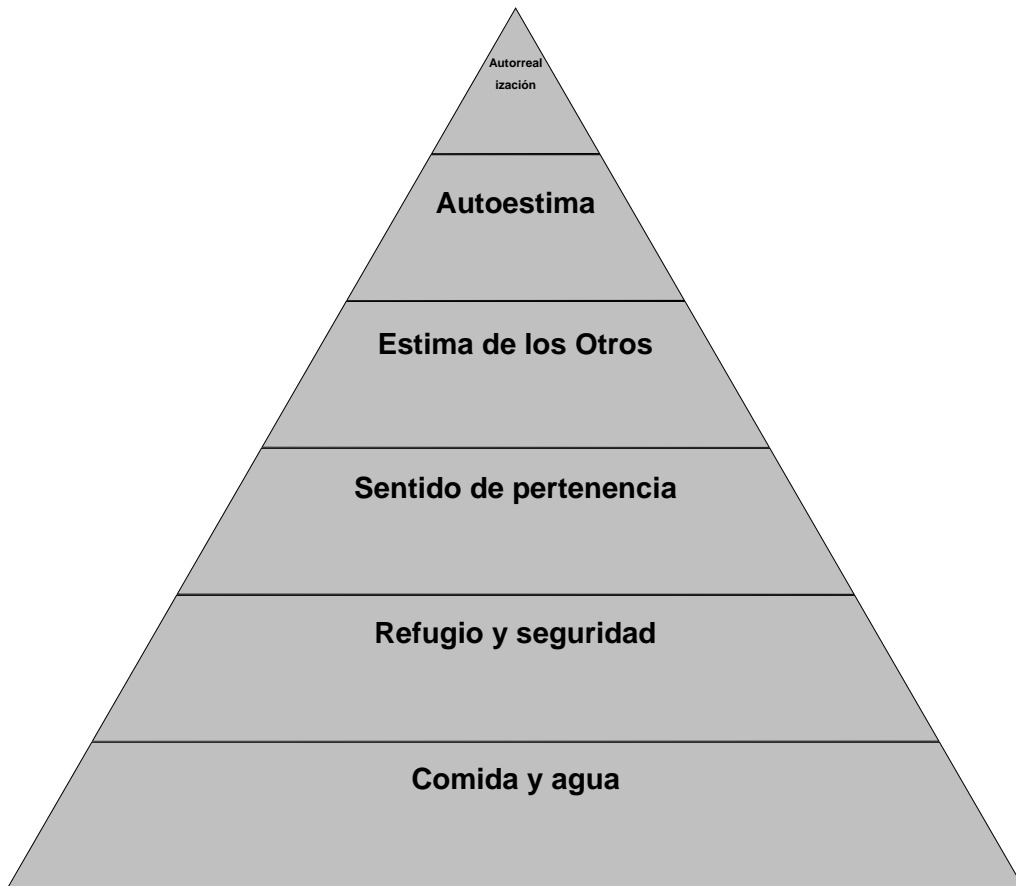 Autorreal
ización
Autoestima
Estima de los Otros
Sentido de pertenencia
Refugio y seguridad
Comida y agua